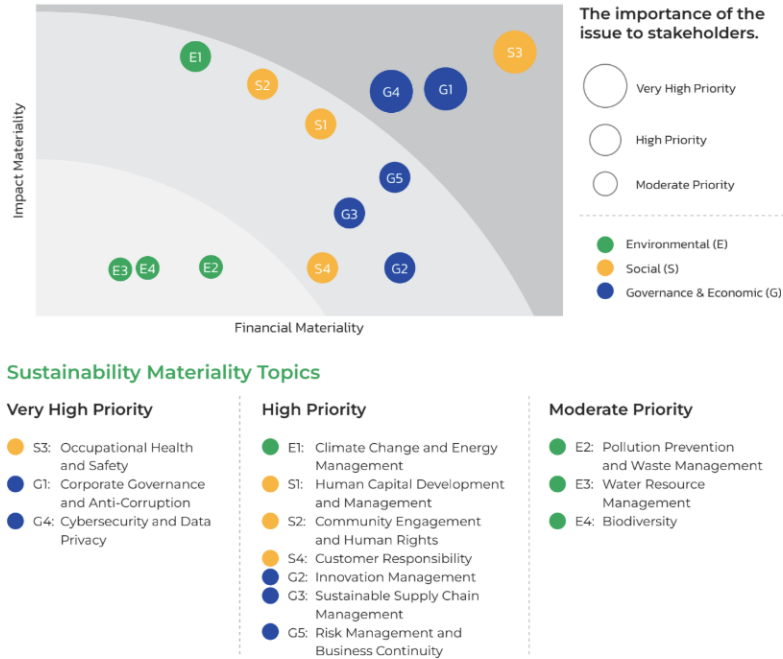 The importance of the
issue to stakeholders.
Very High Priority
High Priority
Moderate Priority
Environmental (E)
Social (S)
Governance & Economic (G)
Impact Materiality
E1
S2
S1
G4
G1
S3
G5
G3
E3
E4
E2
S4
G2
Financial Materiality
Sustainability Materiality Topics
Very High Priority
S3: Occupational Health
and Safety
G1: Corporate Governance
and Anti-Corruption
G4: Cybersecurity and Data
Privacy
High Priority
E1: Climate Change and Energy
Management
S1: Human Capital Development
and Management
S2: Community Engagement
and Human Rights
S4: Customer Responsibility
G2: Innovation Management
G3: Sustainable Supply Chain
Management
G5: Risk Management and
Business Continuity
Moderate Priority
E2: Pollution Prevention
and Waste Management
E3: Water Resource
Management
E4: Biodiversity